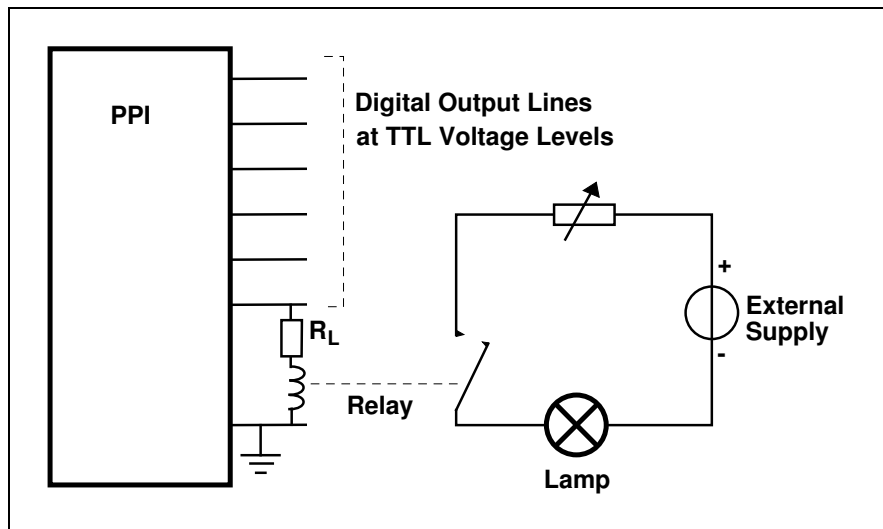 PPI
Digital Output Lines
at TTL Voltage Levels
RL
Relay
+
External
Supply
-
Lamp